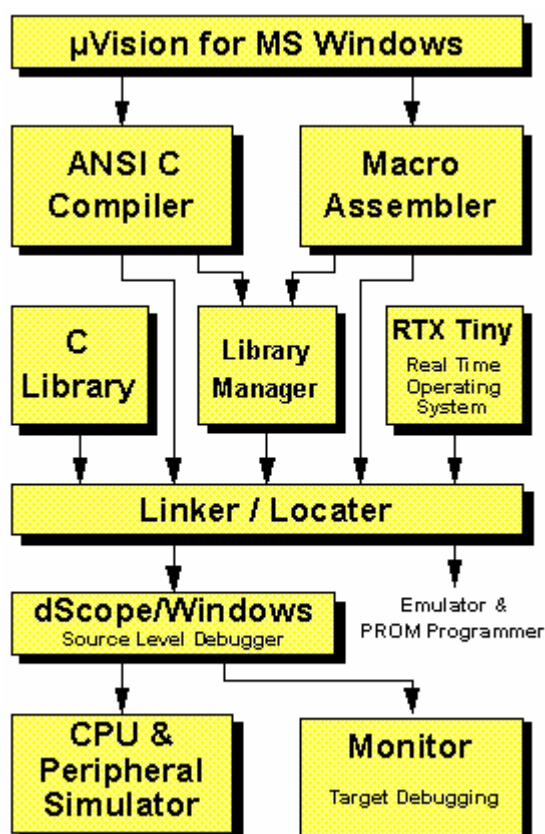 µVision for MS Windows
ANSI C
Compiler
Macro
Assembler
C
Library
Library
Manager
RTX Tiny
Real Time
Operating
System
Linker / Locater
dScope/Windows
Source Level Debugger
Emulator &
PROM Programmer
CPU &
Peripheral
Simulator
Monitor
Target Debugging